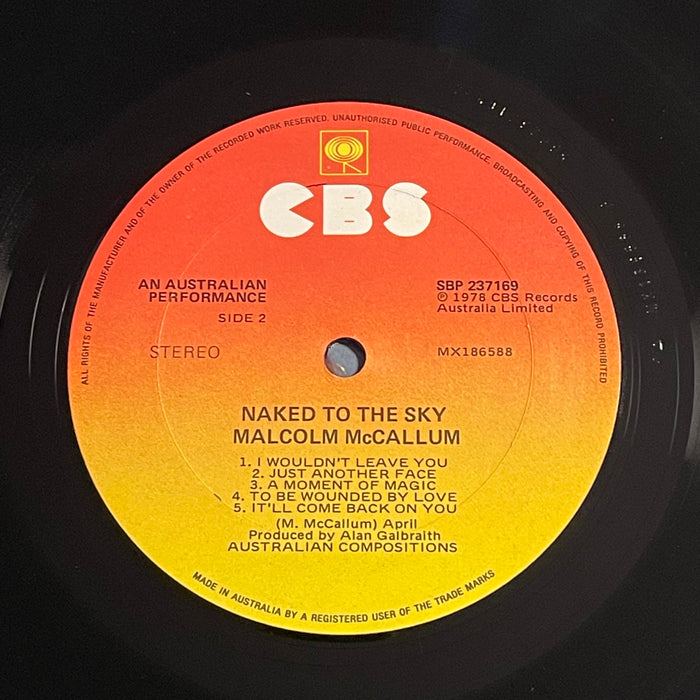 ALL RIGHTS OF THE MANUFACTURER AND OF THE OWNER OF THE RECORDED WORK RESERVED. UNAUTHORISED PUBLIC PERFORMANCE, BROADCASTING AND COPYING OF THIS RECORD PROHIBITED
CBS
AN AUSTRALIAN
PERFORMANCE
SIDE 2
STEREO
SBP 237169
℗ 1978 CBS Records
Australia Limited
MX186588
NAKED TO THE SKY
MALCOLM McCALLUM
1. I WOULDN'T LEAVE YOU
2. JUST ANOTHER FACE
3. A MOMENT OF MAGIC
4. TO BE WOUNDED BY LOVE
5. IT'LL COME BACK ON YOU
(M. McCallum) April
Produced by Alan Galbraith
AUSTRALIAN COMPOSITIONS
MADE IN AUSTRALIA BY A REGISTERED USER OF THE TRADE MARKS